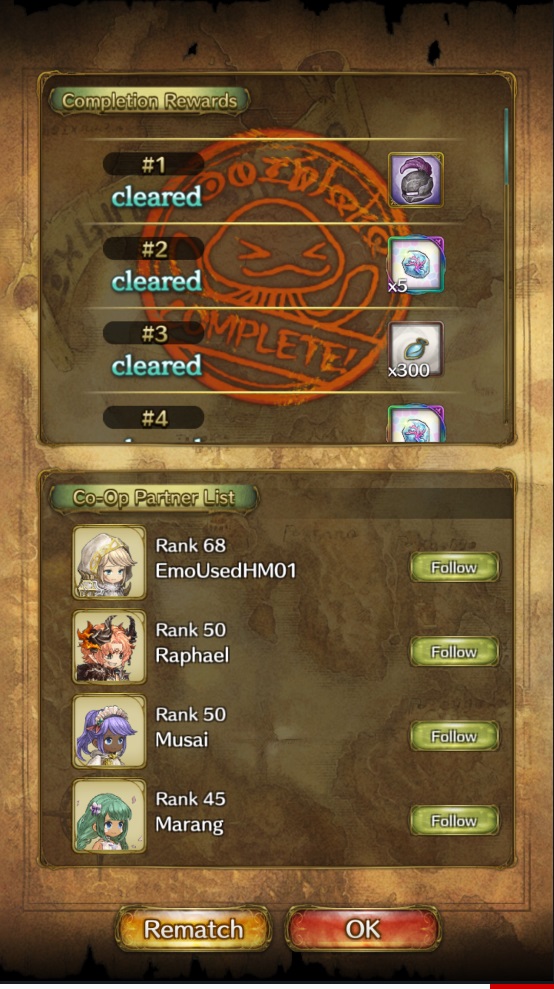 Completion Rewards
#1
cleared
#2
cleared
x5
#3
cleared
x300
#4
COMPLETE!
Co-Op Partner List
Rank 68
EmoUsedHM01
Follow
Rank 50
Raphael
Follow
Rank 50
Musai
Follow
Rank 45
Marang
Follow
Rematch
OK